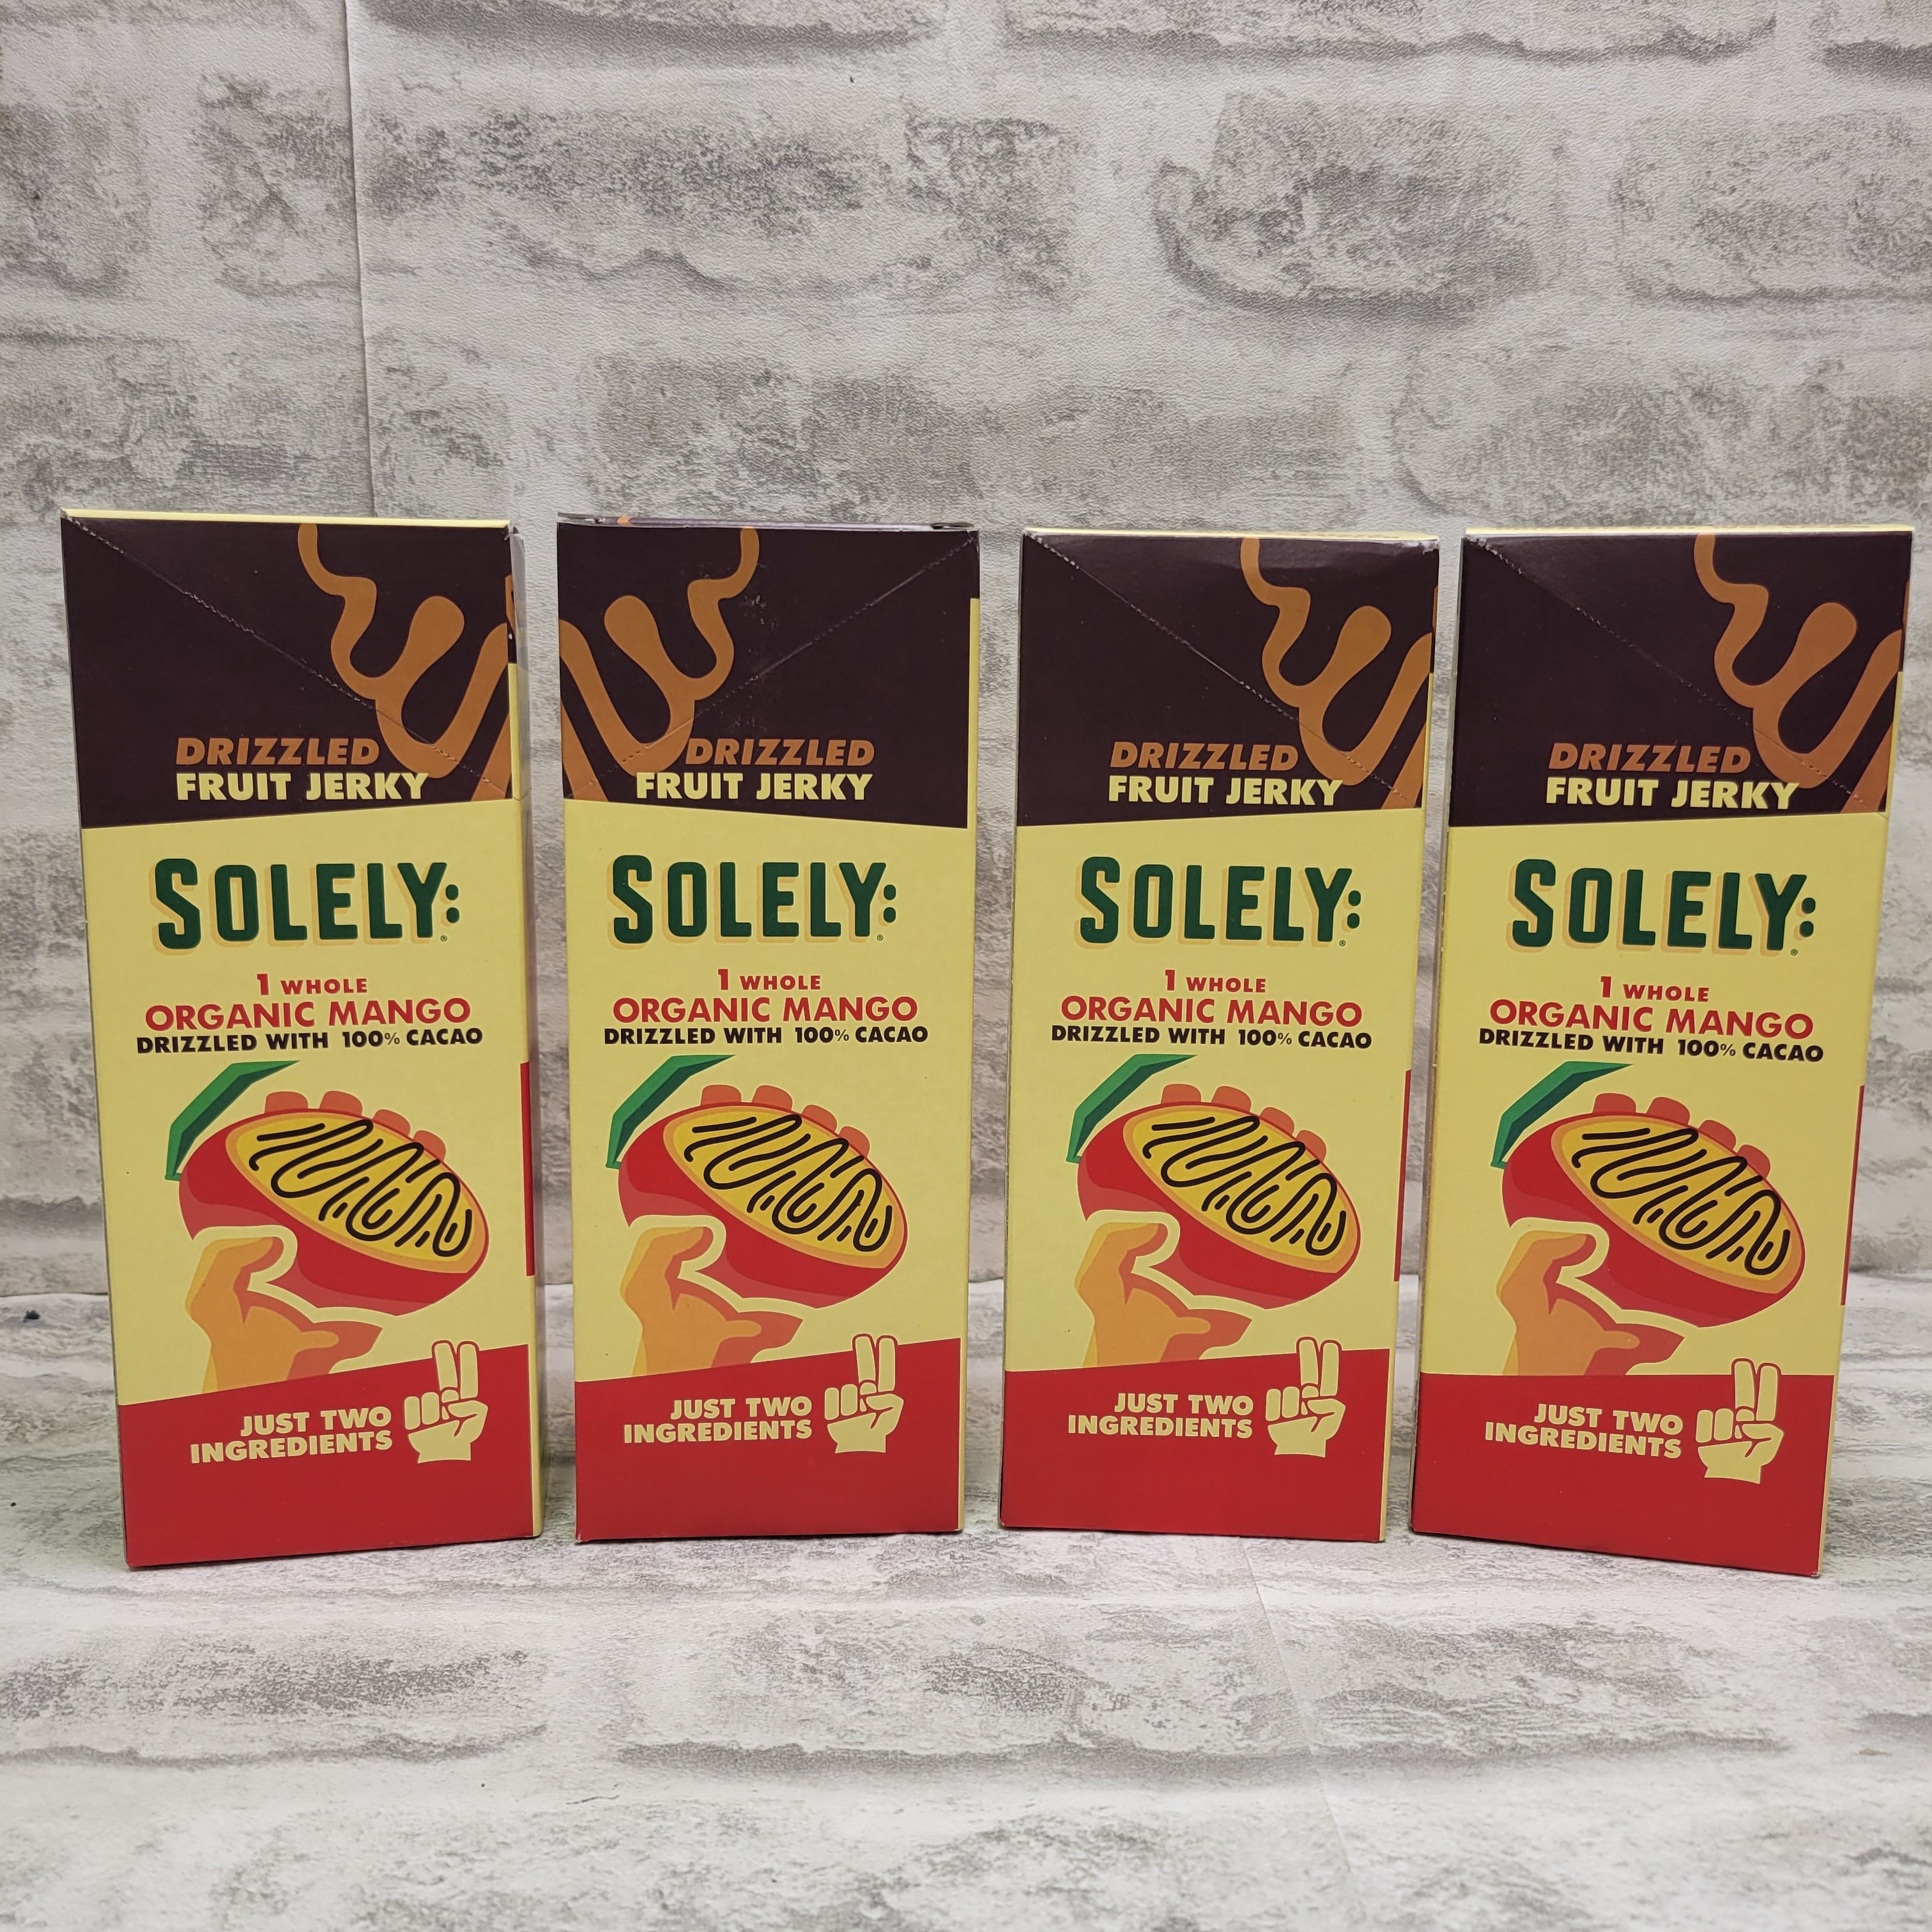 DRIZZLED
FRUIT JERKY
SOLELY:®
1 WHOLE
ORGANIC MANGO
DRIZZLED WITH 100% CACAO
JUST TWO
INGREDIENTS
DRIZZLED
FRUIT JERKY
SOLELY:®
1 WHOLE
ORGANIC MANGO
DRIZZLED WITH 100% CACAO
JUST TWO
INGREDIENTS
DRIZZLED
FRUIT JERKY
SOLELY:®
1 WHOLE
ORGANIC MANGO
DRIZZLED WITH 100% CACAO
JUST TWO
INGREDIENTS
DRIZZLED
FRUIT JERKY
SOLELY:®
1 WHOLE
ORGANIC MANGO
DRIZZLED WITH 100% CACAO
JUST TWO
INGREDIENTS